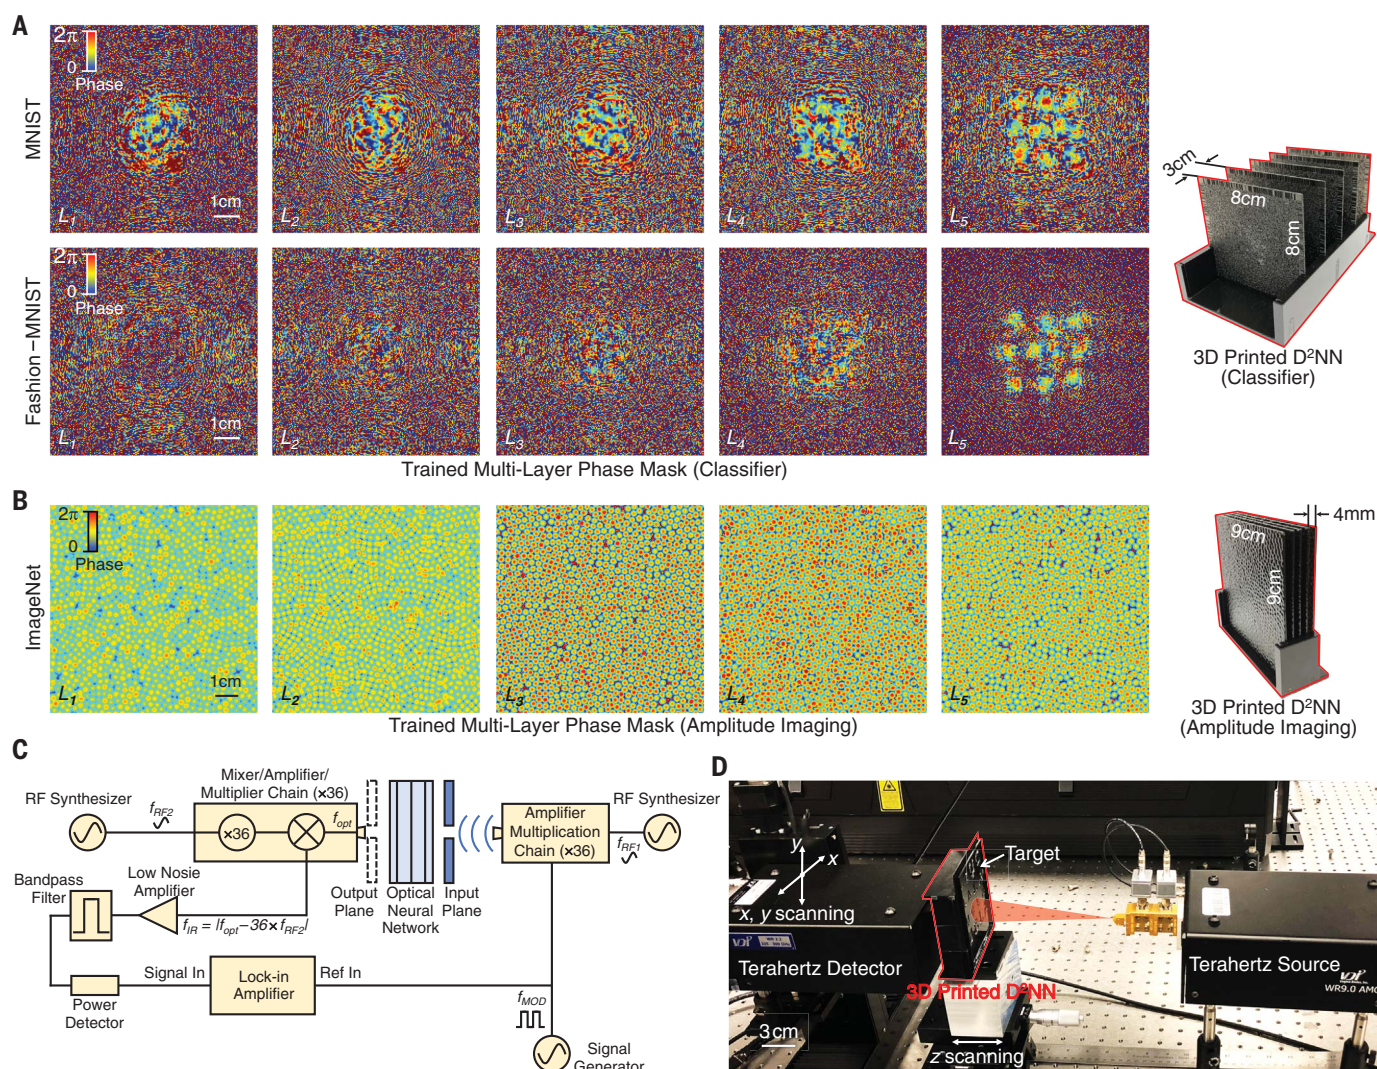 A
2π
0
Phase
MNIST
L1
1cm
L2
L3
L4
L5
3cm
8cm
8cm
3D Printed D²NN
(Classifier)
2π
0
Phase
Fashion–MNIST
L1
1cm
L2
L3
L4
L5
Trained Multi-Layer Phase Mask (Classifier)
B
2π
0
Phase
ImageNet
L1
1cm
L2
L3
L4
L5
4mm
9cm
9cm
3D Printed D²NN
(Amplitude Imaging)
Trained Multi-Layer Phase Mask (Amplitude Imaging)
C
RF Synthesizer
fRF2
Mixer/Amplifier/
Multiplier Chain (×36)
×36
fopt
Output
Plane
Optical
Neural
Network
Input
Plane
Amplifier
Multiplication
Chain (×36)
RF Synthesizer
fRF1
Bandpass
Filter
Low Nosie
Amplifier
fIR = |fopt−36×fRF2|
Signal In
Lock-in
Amplifier
Ref In
Power
Detector
fMOD
Signal
Generator
D
y
x
x, y scanning
Target
Terahertz Detector
3D Printed D²NN
Terahertz Source
VDI
WR9.0 AMC
VDI
3cm
z scanning